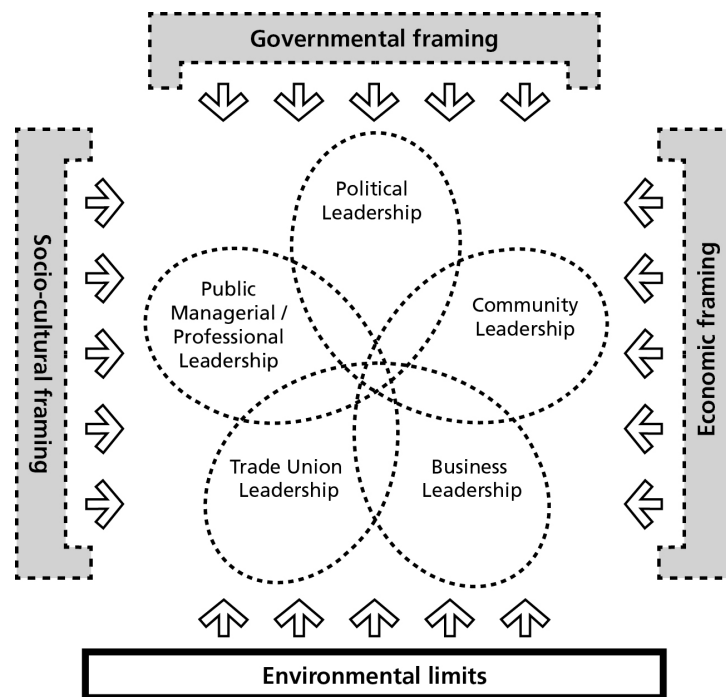 Governmental framing
Socio-cultural framing
Economic framing
Political
Leadership
Public
Managerial /
Professional
Leadership
Community
Leadership
Trade Union
Leadership
Business
Leadership
Environmental limits